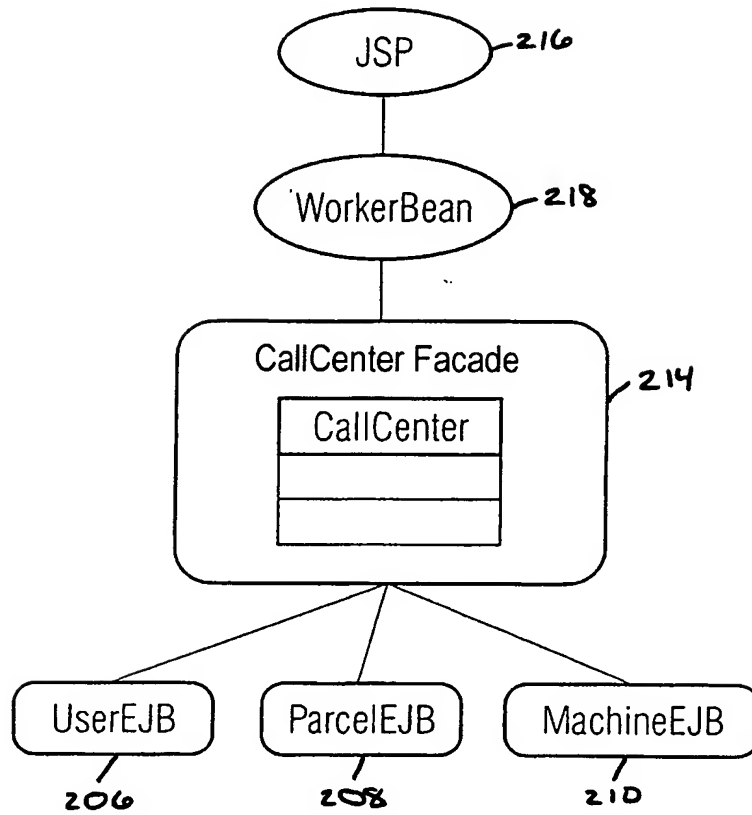 JSP
216
WorkerBean
218
CallCenter Facade
214
CallCenter
UserEJB
ParcelEJB
MachineEJB
206
208
210